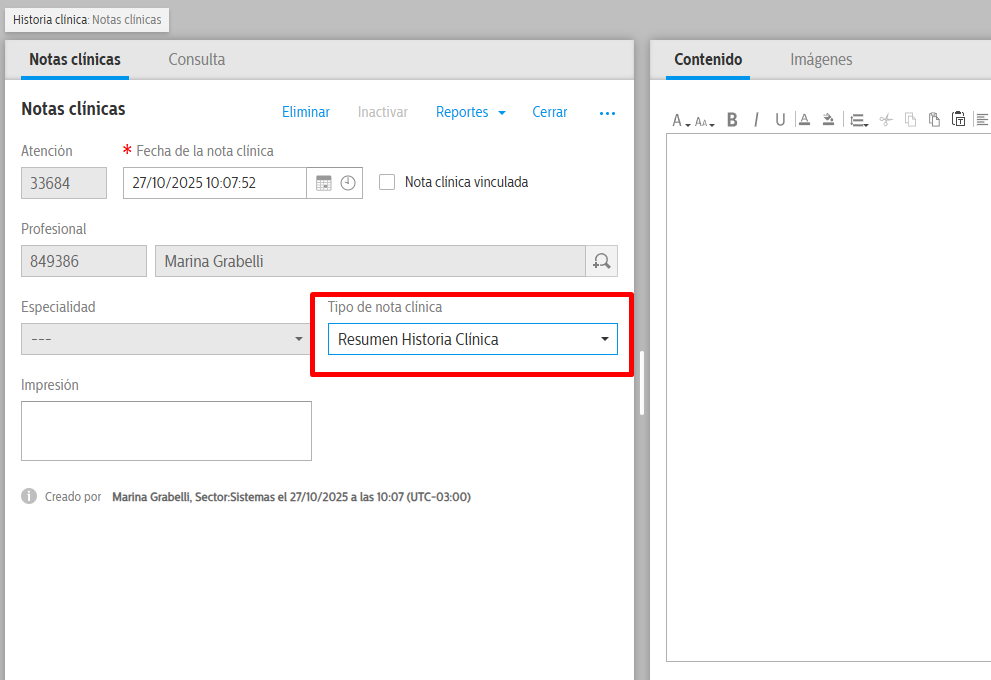 Historia clínica: Notas clínicas
Notas clínicas Consulta
Notas clínicas
Eliminar Inactivar Reportes Cerrar ...
Atención * Fecha de la nota clínica
33684 27/10/2025 10:07:52 Nota clínica vinculada
Profesional
849386 Marina Grabelli
Especialidad Tipo de nota clínica
--- Resumen Historia Clínica
Impresión
Creado por Marina Grabelli, Sector:Sistemas el 27/10/2025 a las 10:07 (UTC-03:00)
Contenido Imágenes
A AA B I U A